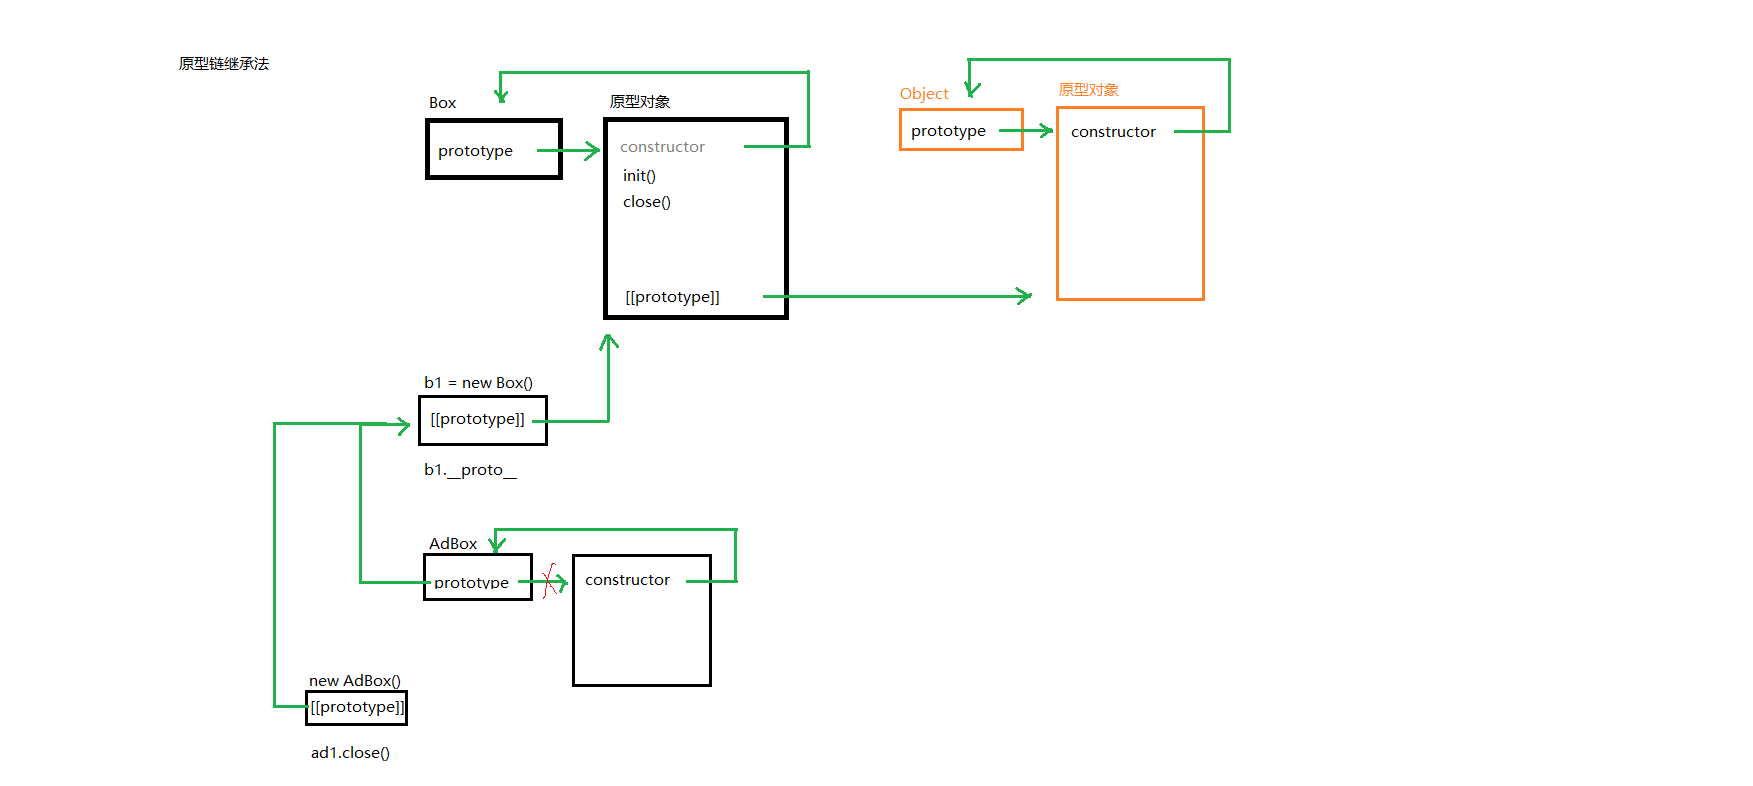 原型链继承法
Box
原型对象
Object
原型对象
prototype
constructor
init()
close()
[[prototype]]
prototype
constructor
b1 = new Box()
[[prototype]]
b1.__proto__
AdBox
prototype
constructor
new AdBox()
[[prototype]]
ad1.close()